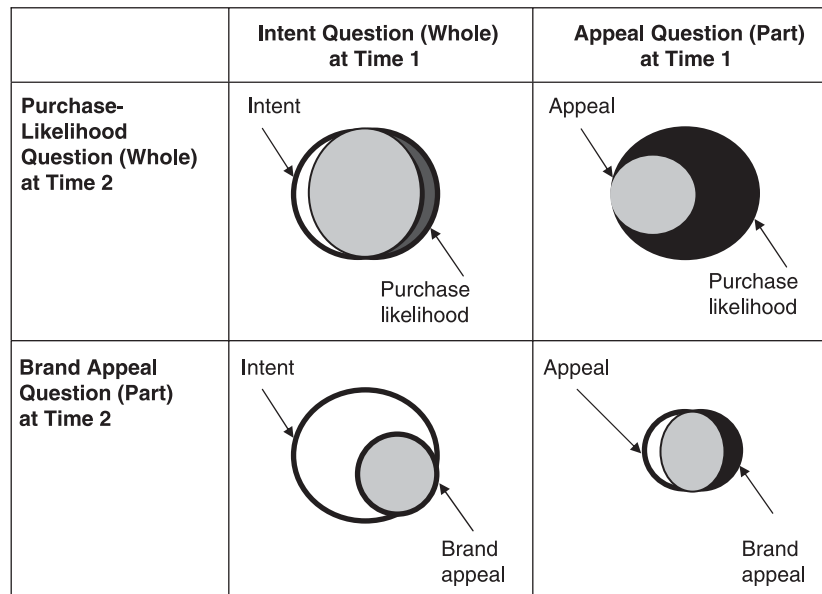 Intent Question (Whole)
at Time 1
Appeal Question (Part)
at Time 1
Purchase-
Likelihood
Question (Whole)
at Time 2
Intent
Purchase
likelihood
Appeal
Purchase
likelihood
Brand Appeal
Question (Part)
at Time 2
Intent
Brand
appeal
Appeal
Brand
appeal